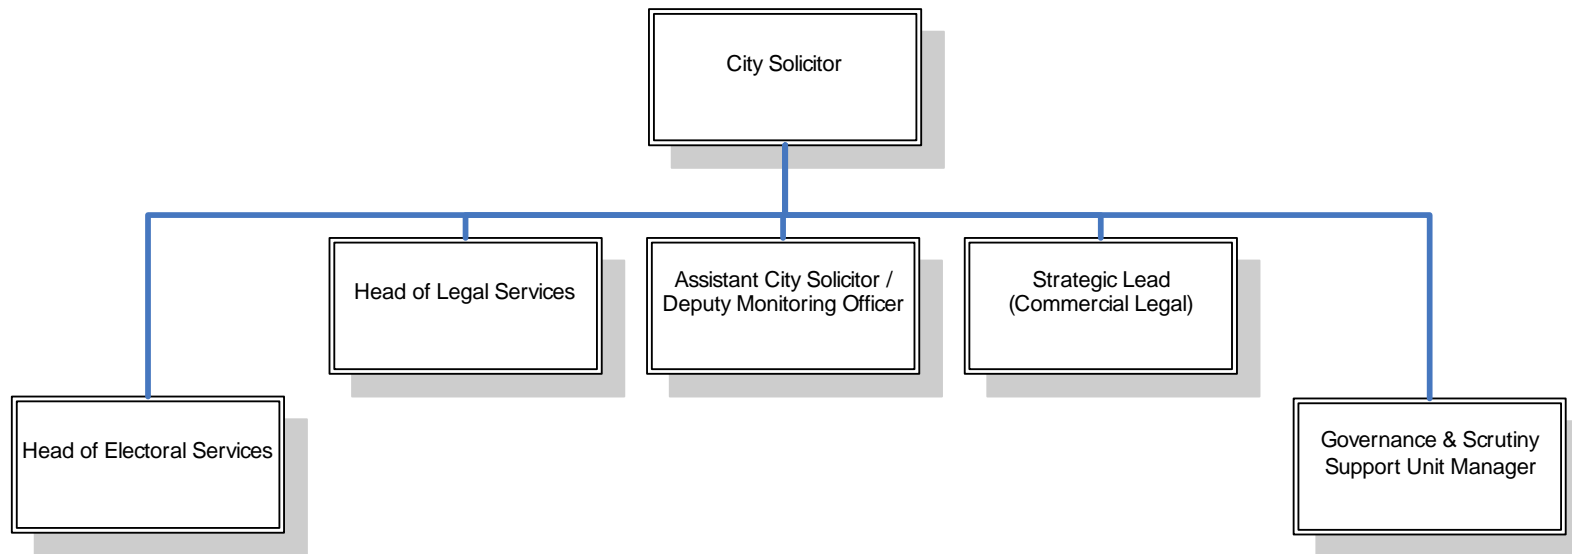 City Solicitor
Head of Legal Services
Assistant City Solicitor /
Deputy Monitoring Officer
Strategic Lead
(Commercial Legal)
Head of Electoral Services
Governance & Scrutiny
Support Unit Manager